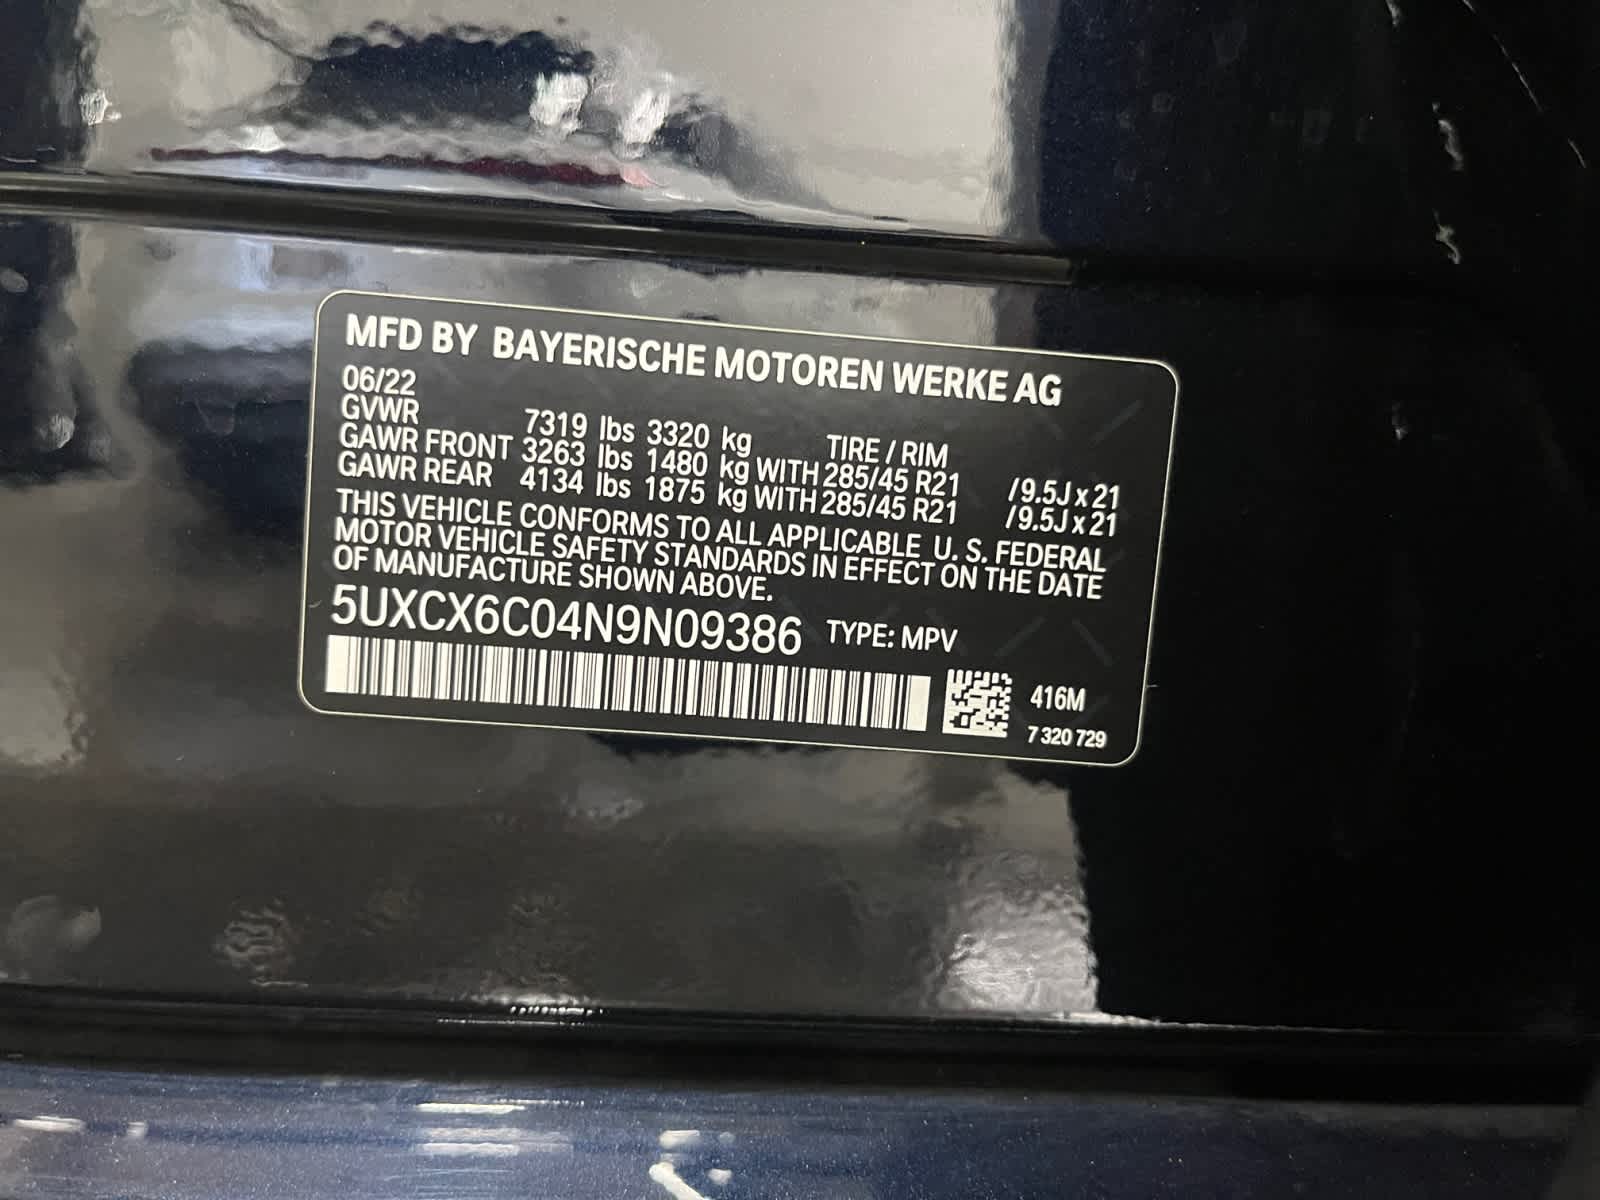 MFD BY BAYERISCHE MOTOREN WERKE AG
06/22
GVWR 7319 lbs 3320 kg TIRE / RIM
GAWR FRONT 3263 lbs 1480 kg WITH 285/45 R21 /9.5J x 21
GAWR REAR 4134 lbs 1875 kg WITH 285/45 R21 /9.5J x 21
THIS VEHICLE CONFORMS TO ALL APPLICABLE U. S. FEDERAL
MOTOR VEHICLE SAFETY STANDARDS IN EFFECT ON THE DATE
OF MANUFACTURE SHOWN ABOVE.
5UXCX6C04N9N09386 TYPE: MPV
416M
7 320 729